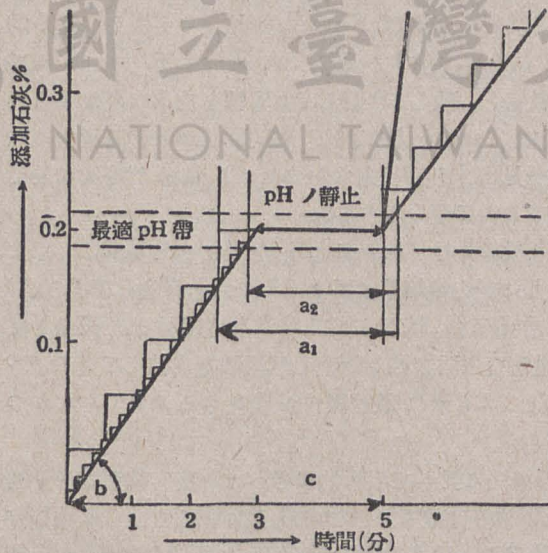 國立臺灣大
NATIONAL TAIWAN
添加石灰%
0.3
pH ノ靜止
0.2
最適 pH 帶
a₂
a₁
0.1
b
c
1
2
3
5
時間(分)